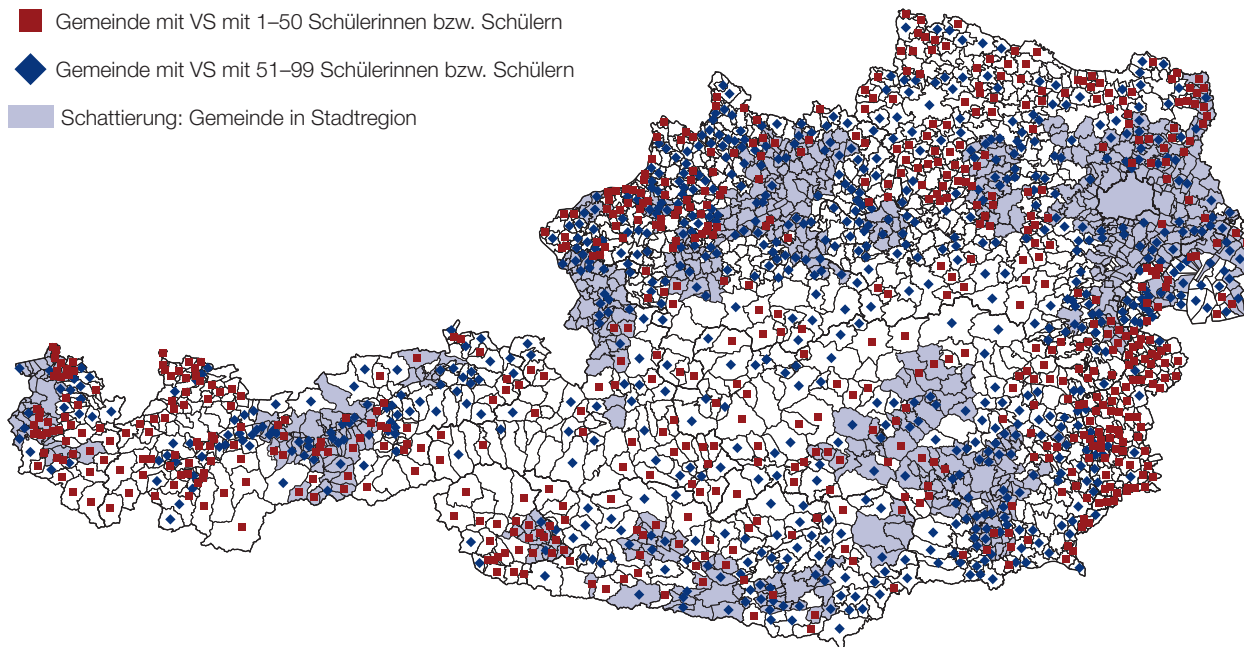 Gemeinde mit VS mit 1–50 Schülerinnen bzw. Schülern
Gemeinde mit VS mit 51–99 Schülerinnen bzw. Schülern
Schattierung: Gemeinde in Stadtregion